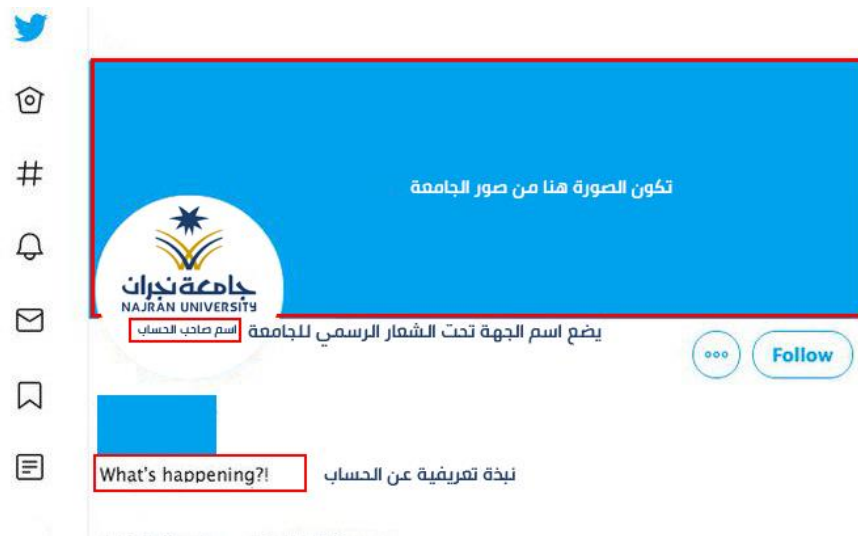 #
تكون الصورة هنا من صور الجامعة
جامعة نجران
NAJRAN UNIVERSITY
اسم صاحب الحساب
يضع اسم الجهة تحت الشعار الرسمي للجامعة
Follow
What's happening?!
نبذة تعريفية عن الحساب